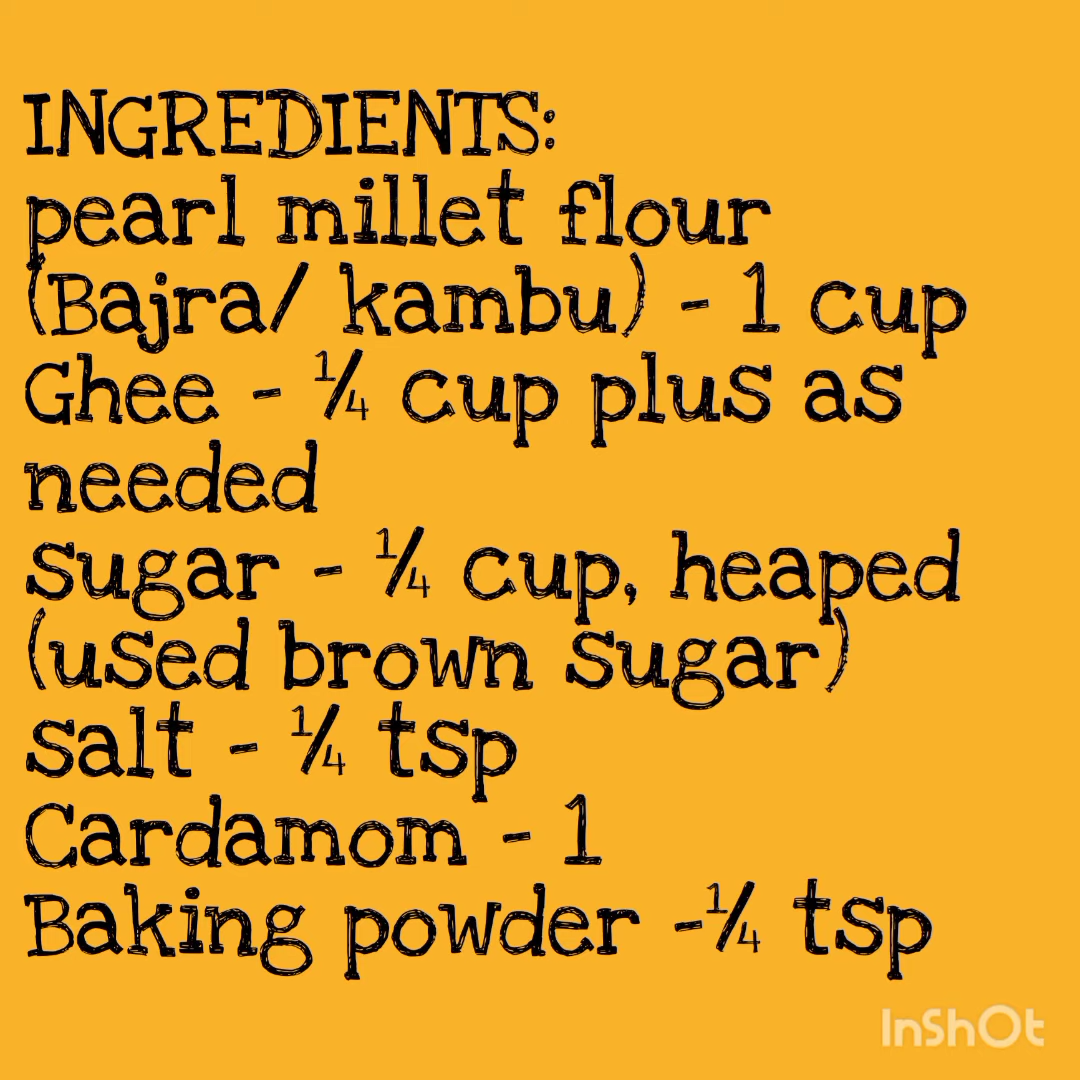 INGREDIENTS:
pearl millet flour
(Bajra/ kambu) - 1 cup
Ghee - ¼ cup plus as
needed
sugar - ¼ cup, heaped
(used brown sugar)
salt - ¼ tsp
Cardamom - 1
Baking powder -¼ tsp
InShOt